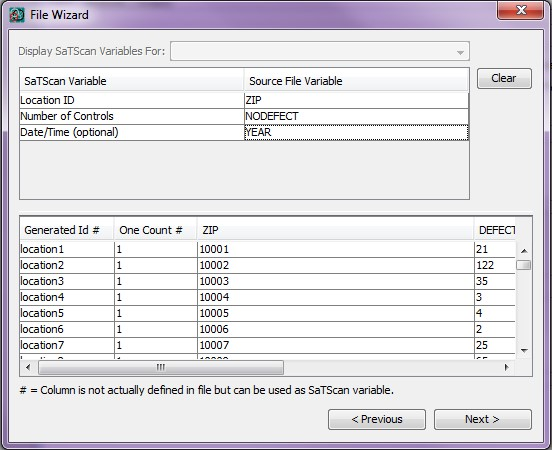 File Wizard
Display SaTScan Variables For:
Clear
SaTScan Variable Source File Variable
Location ID ZIP
Number of Controls NODEFECT
Date/Time (optional) YEAR
Generated Id # One Count # ZIP DEFECT
location1 1 10001 21
location2 1 10002 122
location3 1 10003 35
location4 1 10004 3
location5 1 10005 4
location6 1 10006 2
location7 1 10007 25
# = Column is not actually defined in file but can be used as SaTScan variable.
< Previous Next >